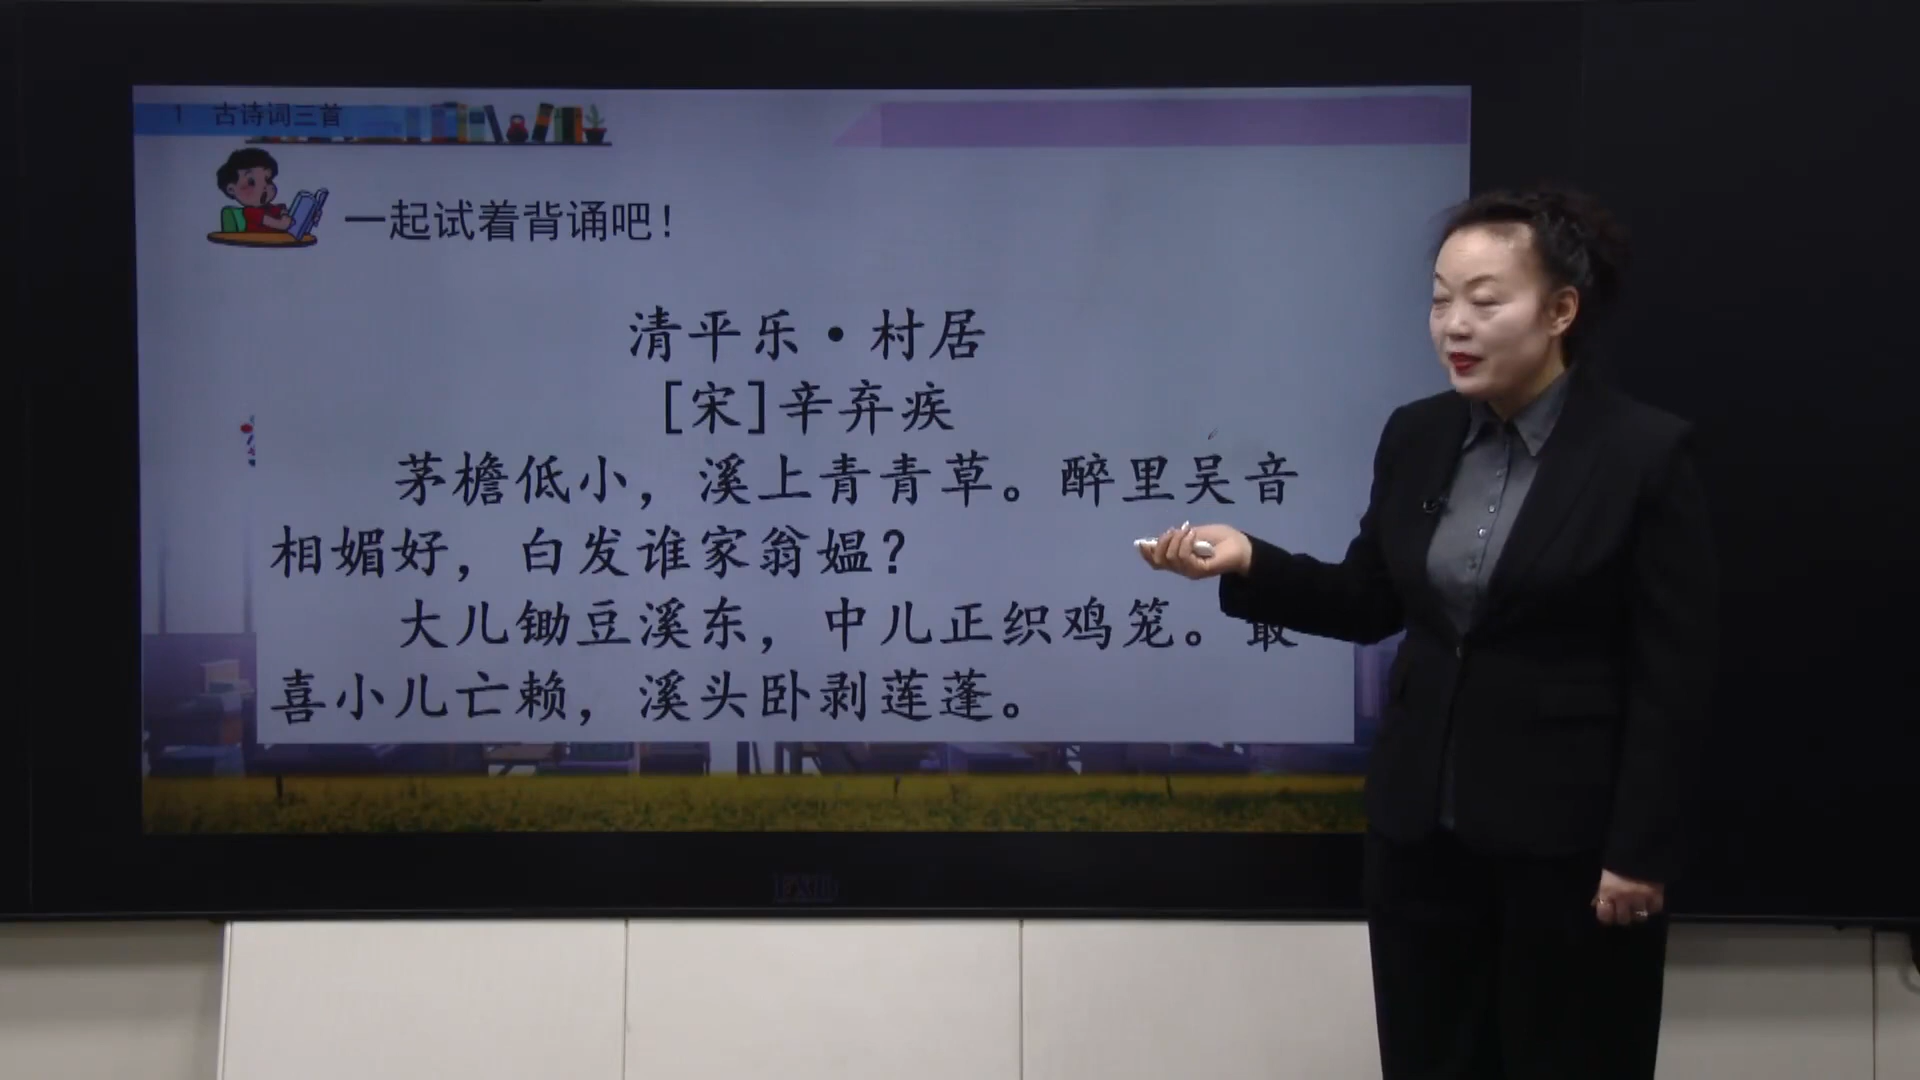 1 古诗词三首
一起试着背诵吧！
清平乐·村居
[宋]辛弃疾
茅檐低小，溪上青青草。醉里吴音
相媚好，白发谁家翁媪？
大儿锄豆溪东，中儿正织鸡笼。最
喜小儿亡赖，溪头卧剥莲蓬。